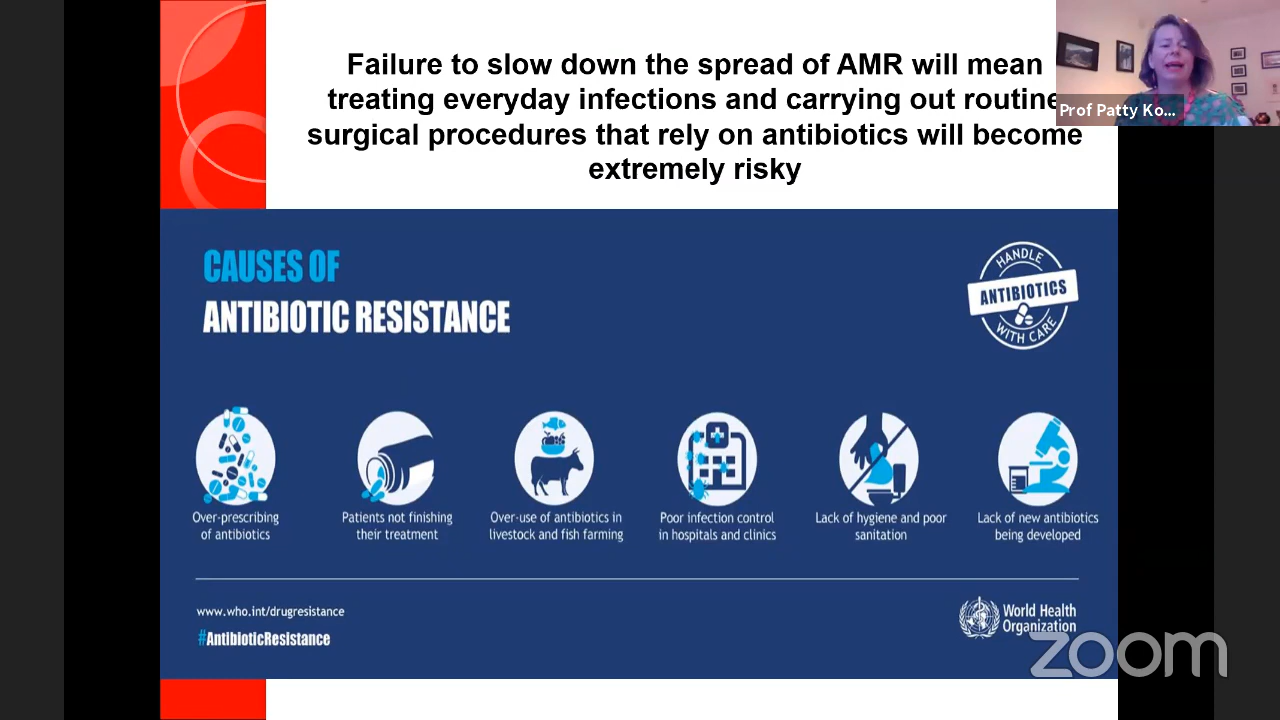 Failure to slow down the spread of AMR will mean
treating everyday infections and carrying out routine
surgical procedures that rely on antibiotics will become
extremely risky
Prof Patty Ko...
CAUSES OF
ANTIBIOTIC RESISTANCE
HANDLE
ANTIBIOTICS
WITH CARE
Over-prescribing
of antibiotics
Patients not finishing
their treatment
Over-use of antibiotics in
livestock and fish farming
Poor infection control
in hospitals and clinics
Lack of hygiene and poor
sanitation
Lack of new antibiotics
being developed
www.who.int/drugresistance
#AntibioticResistance
World Health
Organization
zoom